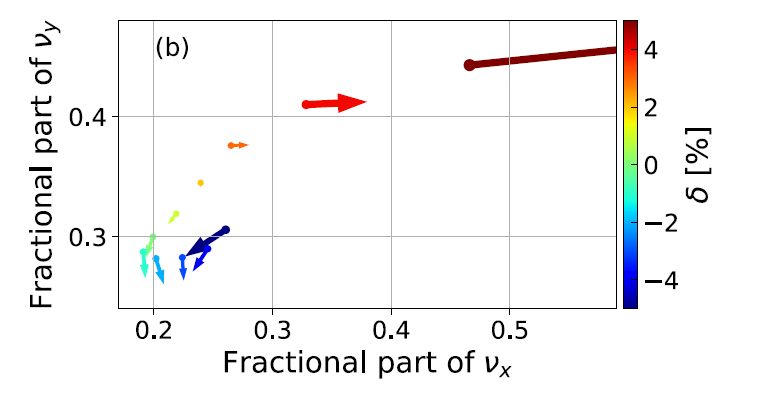 (b)
Fractional part of νy
0.4
0.3
0.2 0.3 0.4 0.5
Fractional part of νx
4
2
0
−2
−4
δ [%]